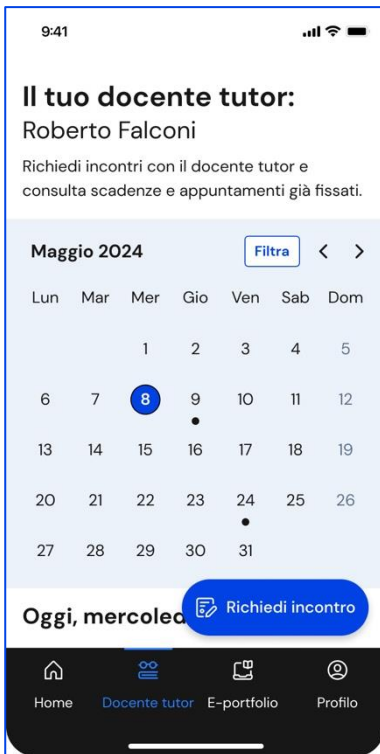 9:41
Il tuo docente tutor:
Roberto Falconi
Richiedi incontri con il docente tutor e
consulta scadenze e appuntamenti già fissati.
Maggio 2024 Filtra
Lun Mar Mer Gio Ven Sab Dom
1 2 3 4 5
6 7 8 9 10 11 12
13 14 15 16 17 18 19
20 21 22 23 24 25 26
27 28 29 30 31
Oggi,
Richiedi incontro
Home Docente tutor E-portfolio Profilo